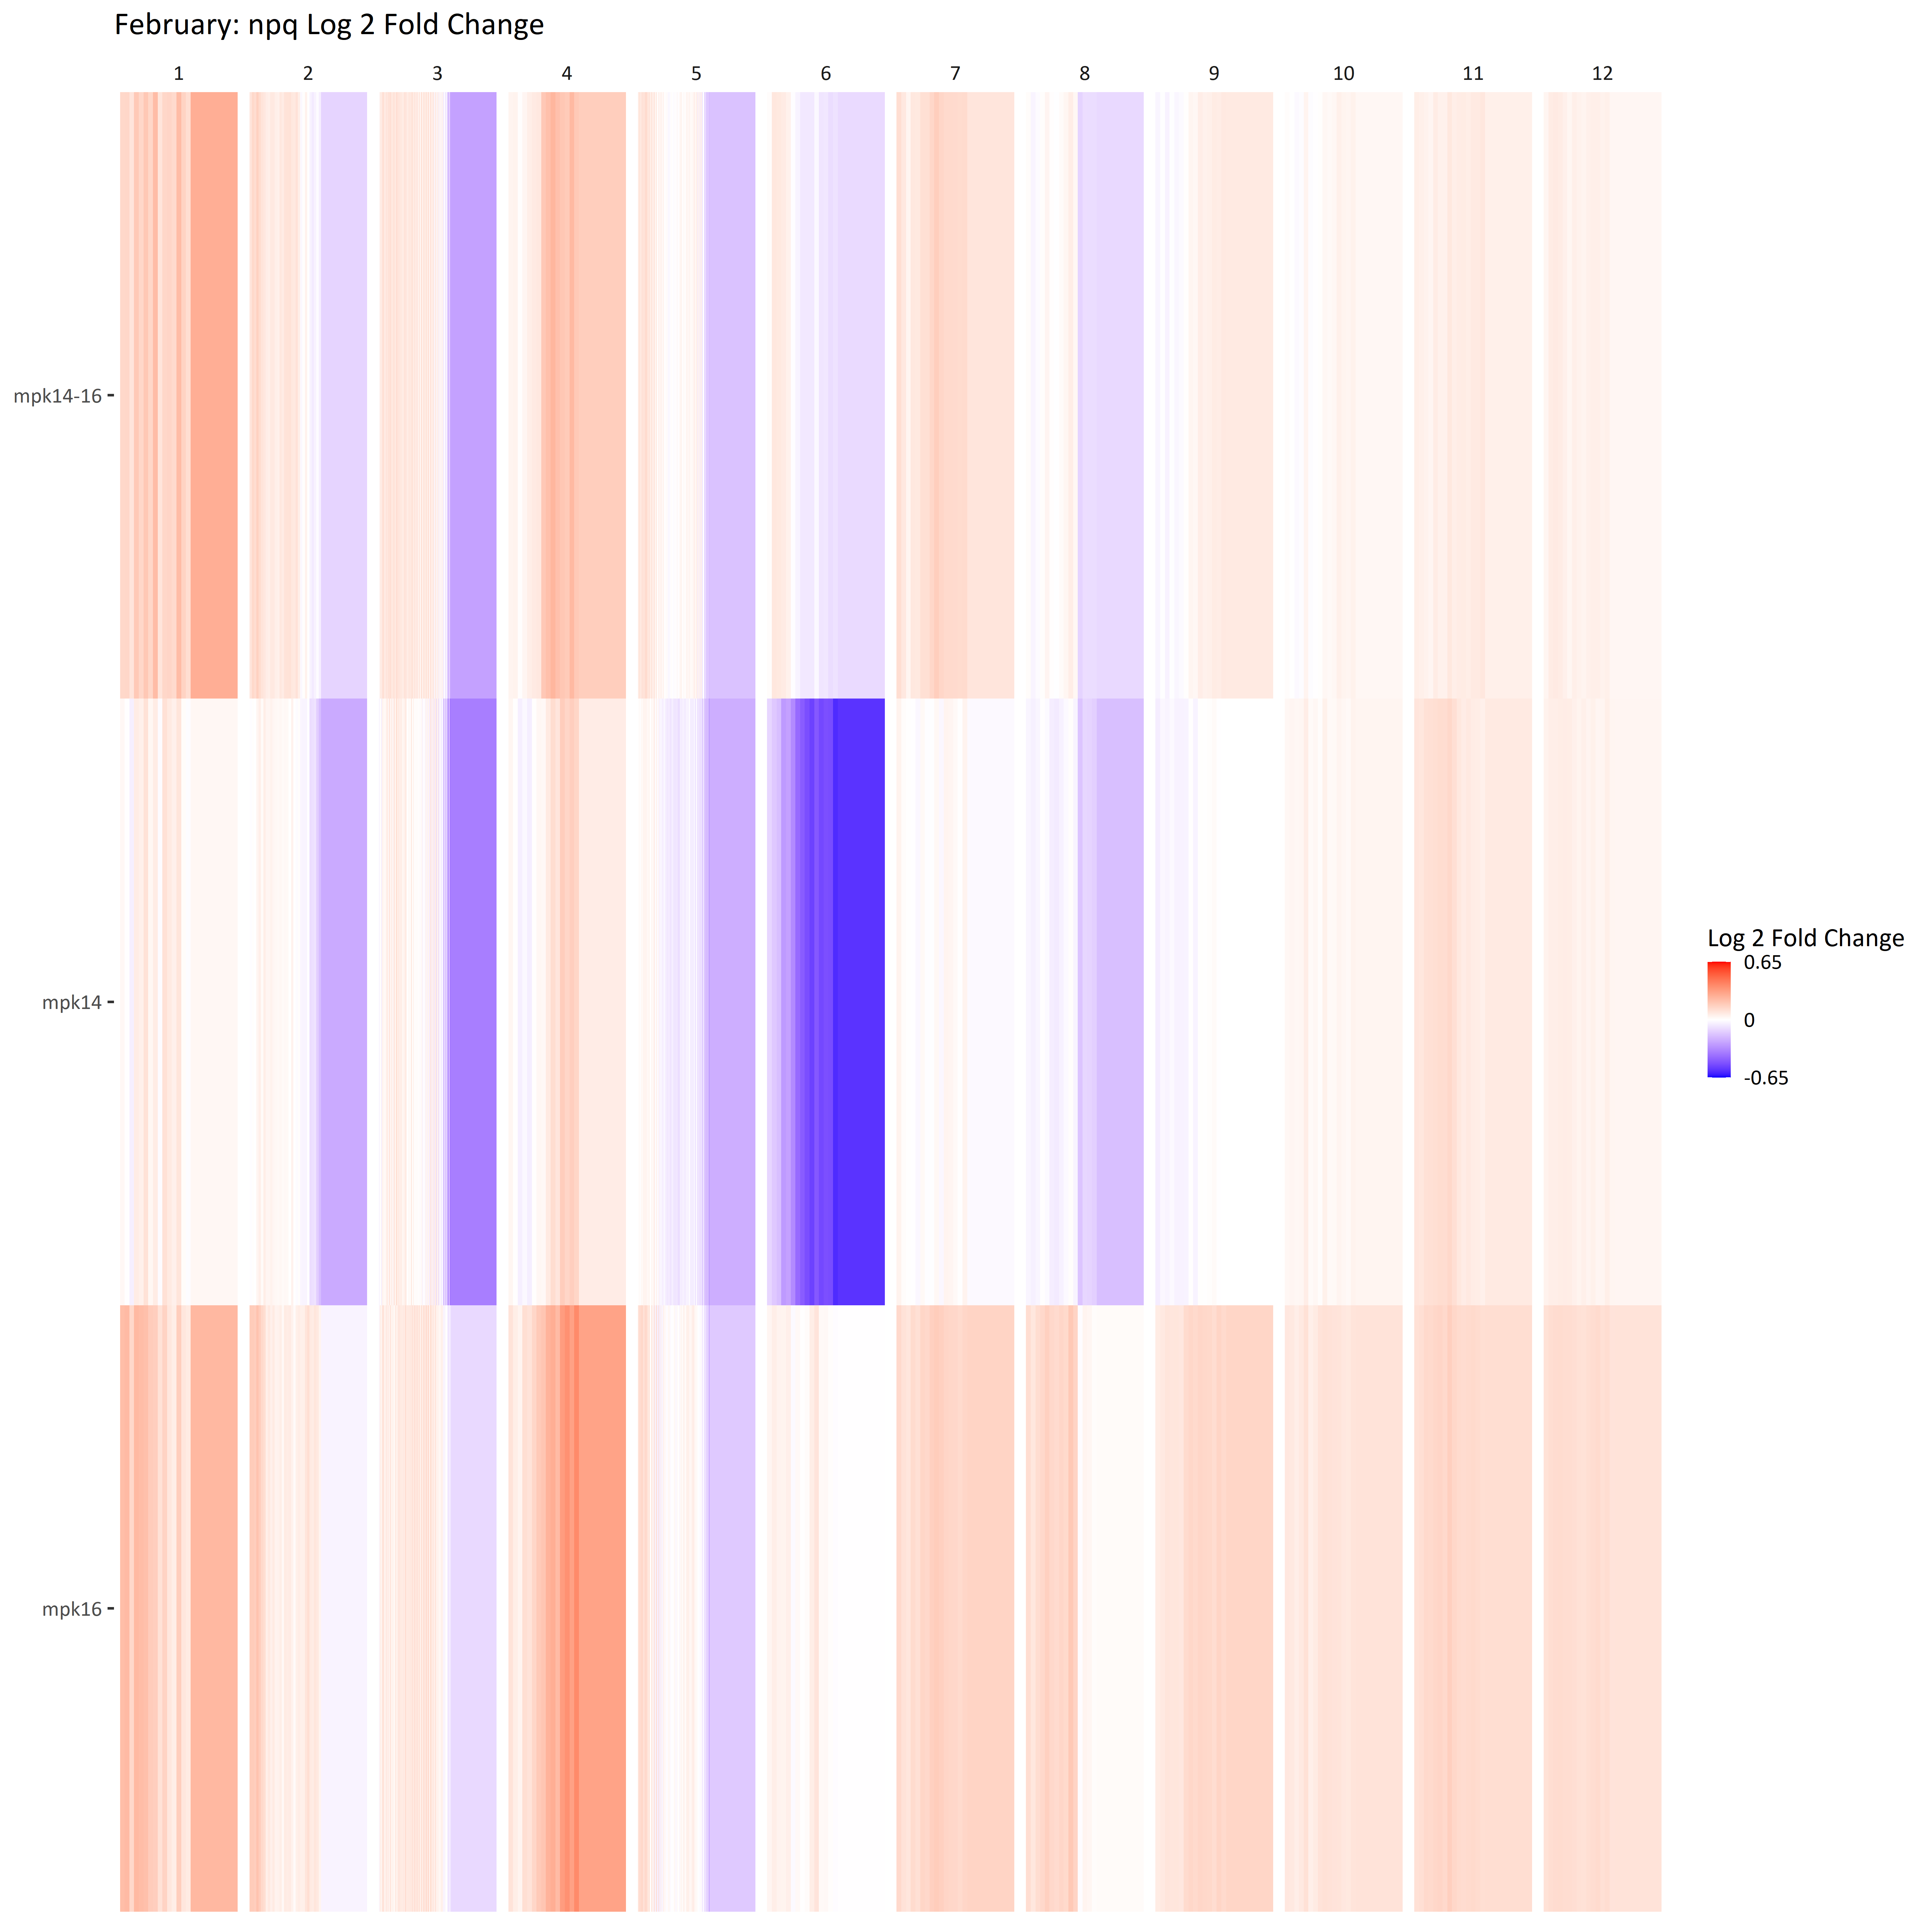 February: npq Log 2 Fold Change
1 2 3 4 5 6 7 8 9 10 11 12
mpk14-16
mpk14
mpk16
Log 2 Fold Change
0.65
0
-0.65